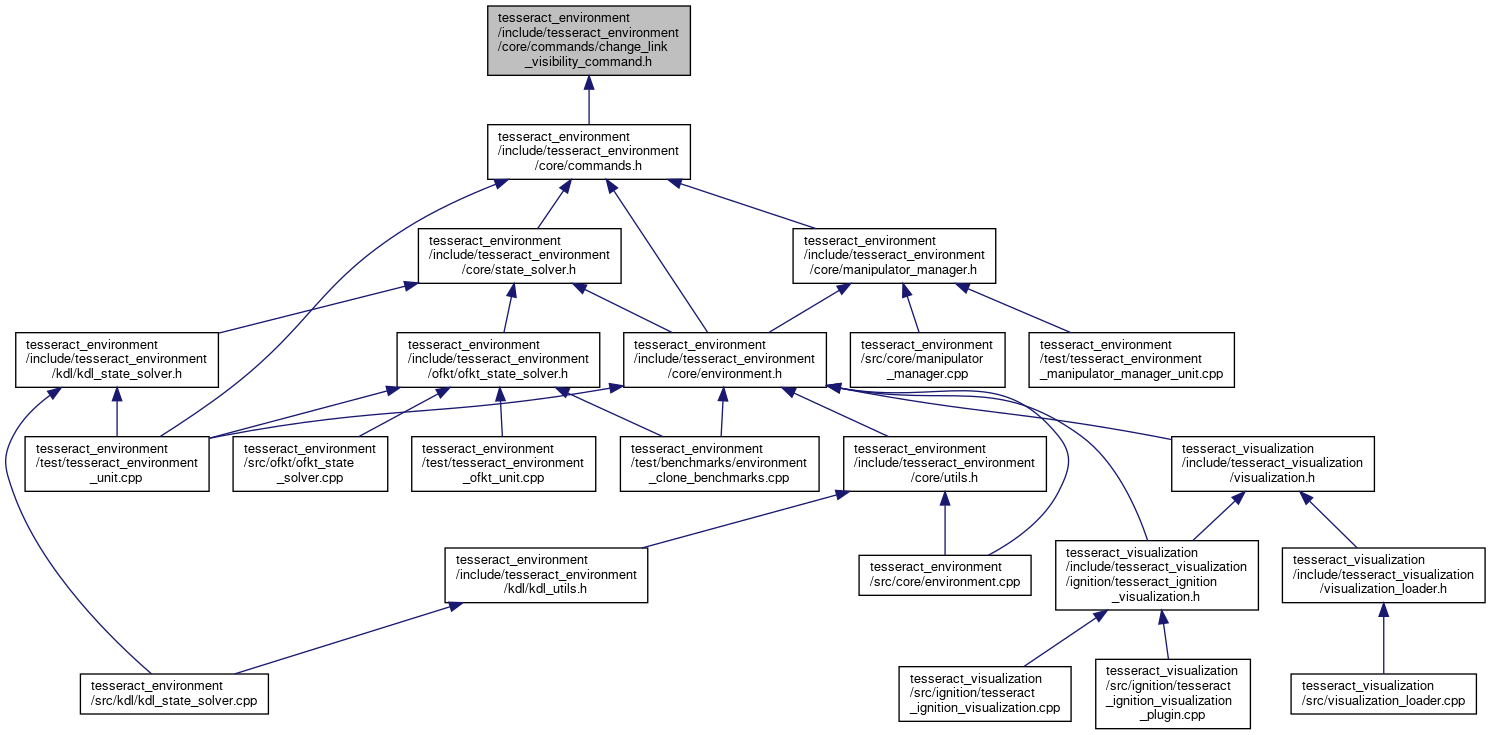 tesseract_environment
/include/tesseract_environment
/core/commands/change_link
_visibility_command.h
tesseract_environment
/include/tesseract_environment
/core/commands.h
tesseract_environment
/include/tesseract_environment
/core/state_solver.h
tesseract_environment
/include/tesseract_environment
/core/manipulator_manager.h
tesseract_environment
/include/tesseract_environment
/kdl/kdl_state_solver.h
tesseract_environment
/include/tesseract_environment
/ofkt/ofkt_state_solver.h
tesseract_environment
/include/tesseract_environment
/core/environment.h
tesseract_environment
/src/core/manipulator
_manager.cpp
tesseract_environment
/test/tesseract_environment
_manipulator_manager_unit.cpp
tesseract_environment
/test/tesseract_environment
_unit.cpp
tesseract_environment
/src/ofkt/ofkt_state
_solver.cpp
tesseract_environment
/test/tesseract_environment
_ofkt_unit.cpp
tesseract_environment
/test/benchmarks/environment
_clone_benchmarks.cpp
tesseract_environment
/include/tesseract_environment
/core/utils.h
tesseract_visualization
/include/tesseract_visualization
/visualization.h
tesseract_environment
/include/tesseract_environment
/kdl/kdl_utils.h
tesseract_environment
/src/core/environment.cpp
tesseract_visualization
/include/tesseract_visualization
/ignition/tesseract_ignition
_visualization.h
tesseract_visualization
/include/tesseract_visualization
/visualization_loader.h
tesseract_environment
/src/kdl/kdl_state_solver.cpp
tesseract_visualization
/src/ignition/tesseract
_ignition_visualization.cpp
tesseract_visualization
/src/ignition/tesseract
_ignition_visualization
_plugin.cpp
tesseract_visualization
/src/visualization_loader.cpp